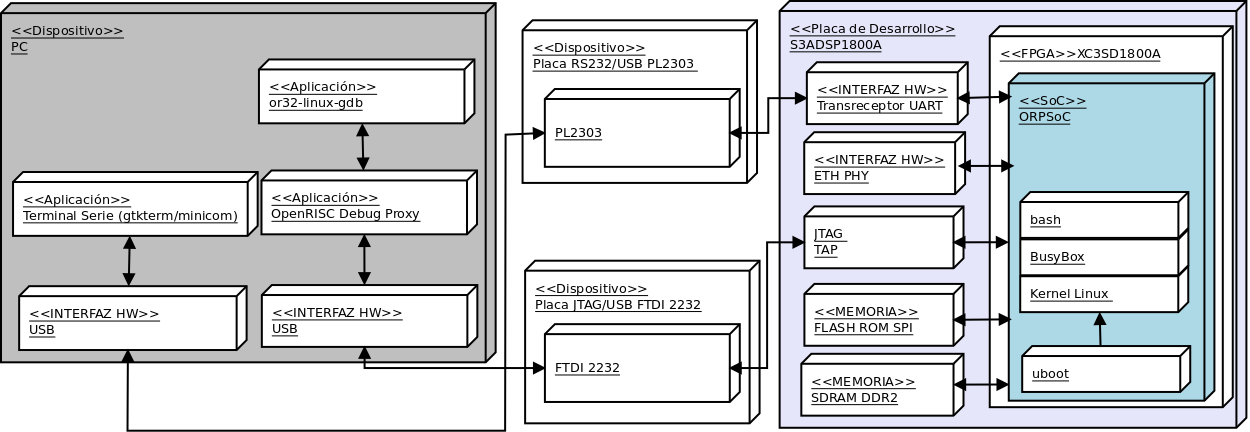 <<Dispositivo>>
PC
<<Aplicación>>
or32-linux-gdb
<<Aplicación>>
Terminal Serie (gtkterm/minicom)
<<Aplicación>>
OpenRISC Debug Proxy
<<INTERFAZ HW>>
USB
<<INTERFAZ HW>>
USB
<<Dispositivo>>
Placa RS232/USB PL2303
PL2303
<<Dispositivo>>
Placa JTAG/USB FTDI 2232
FTDI 2232
<<Placa de Desarrollo>>
S3ADSP1800A
<<INTERFAZ HW>>
Transreceptor UART
<<INTERFAZ HW>>
ETH PHY
JTAG
TAP
<<MEMORIA>>
FLASH ROM SPI
<<MEMORIA>>
SDRAM DDR2
<<FPGA>>XC3SD1800A
<<SoC>>
ORPSoC
bash
BusyBox
Kernel Linux
uboot